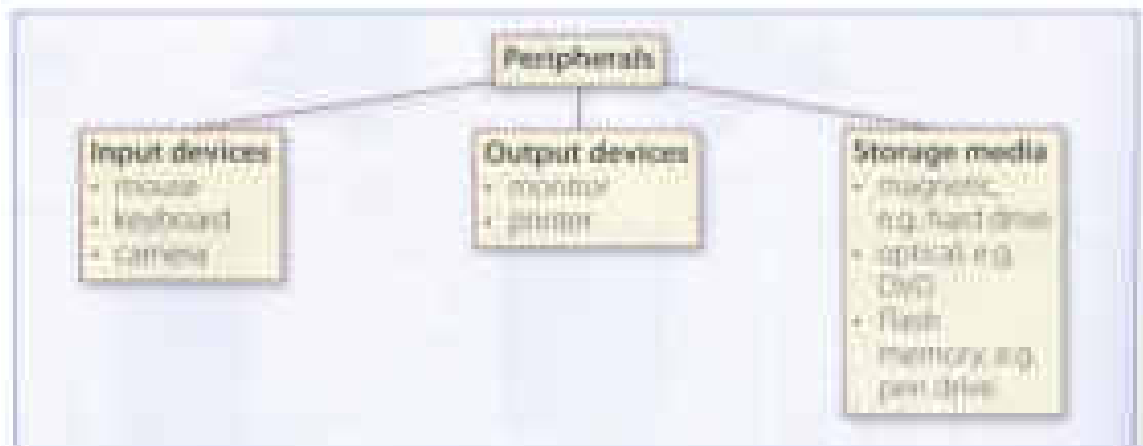 Peripherals
Input devices
• mouse
• keyboard
• camera
Output devices
• monitor
• printer
Storage media
• magnetic,
e.g. hard drive
• optical e.g.
DVD
• Flash
memory, e.g.
pen drive